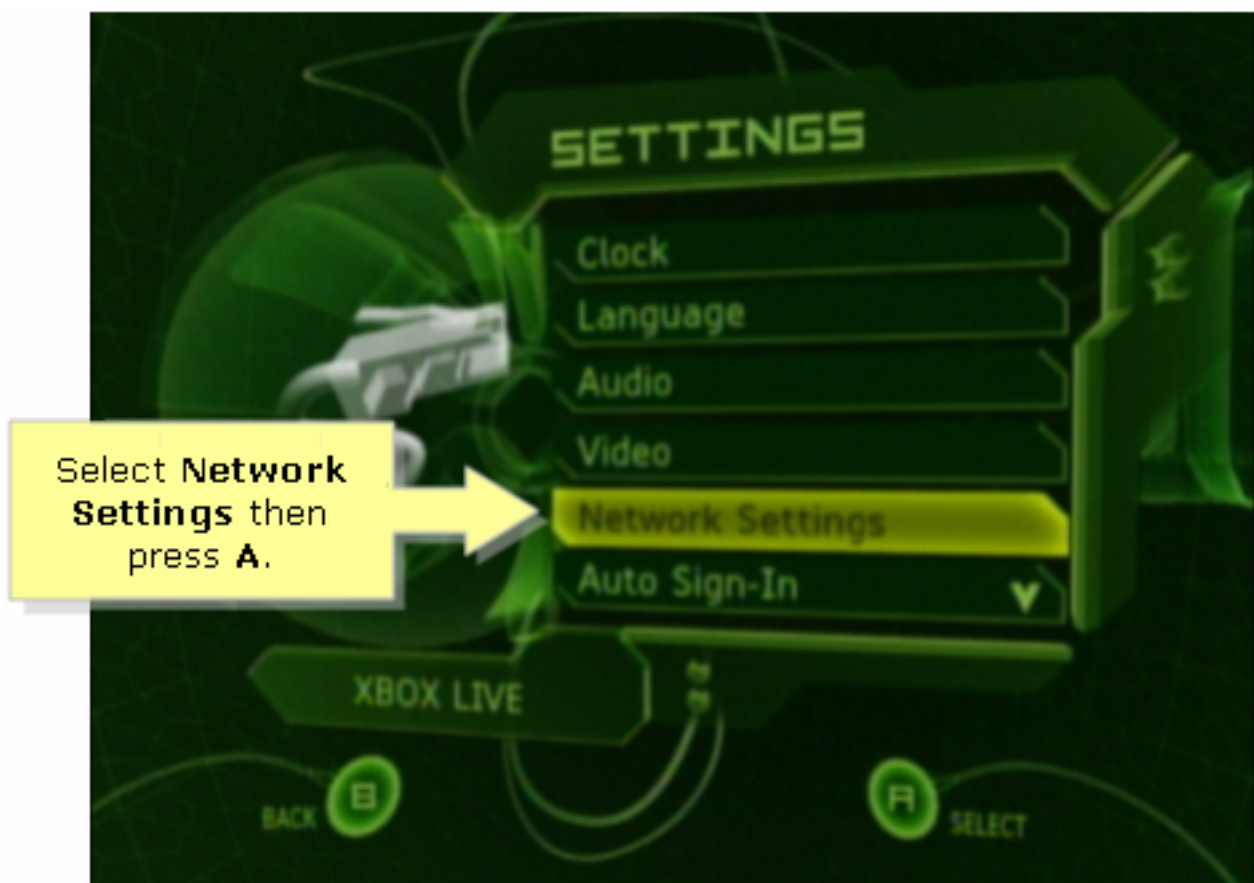 SETTINGS
Clock
Language
Audio
Video
Network Settings
Auto Sign-In
Select Network
Settings then
press A.
XBOX LIVE
B
BACK
A
SELECT